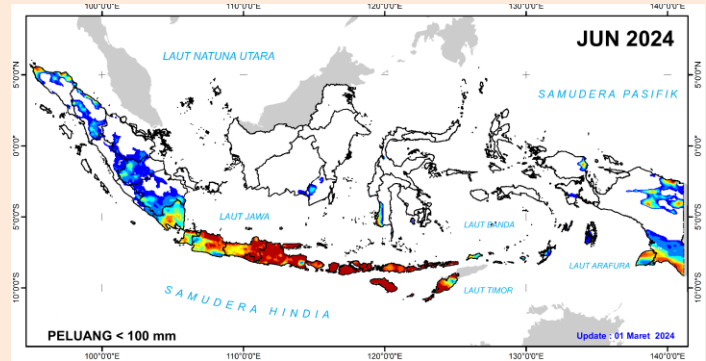 100°0'0"E 110°0'0"E 120°0'0"E 130°0'0"E 140°0'0"E
JUN 2024
LAUT NATUNA UTARA
5°0'0"N
5°0'0"N
SAMUDERA PASIFIK
0°0'0"
0°0'0"
LAUT JAWA
LAUT BANDA
5°0'0"S
5°0'0"S
LAUT ARAFURA
LAUT TIMOR
10°0'0"S
10°0'0"S
SAMUDERA HINDIA
PELUANG < 100 mm
Update : 01 Maret 2024
100°0'0"E 110°0'0"E 120°0'0"E 130°0'0"E 140°0'0"E